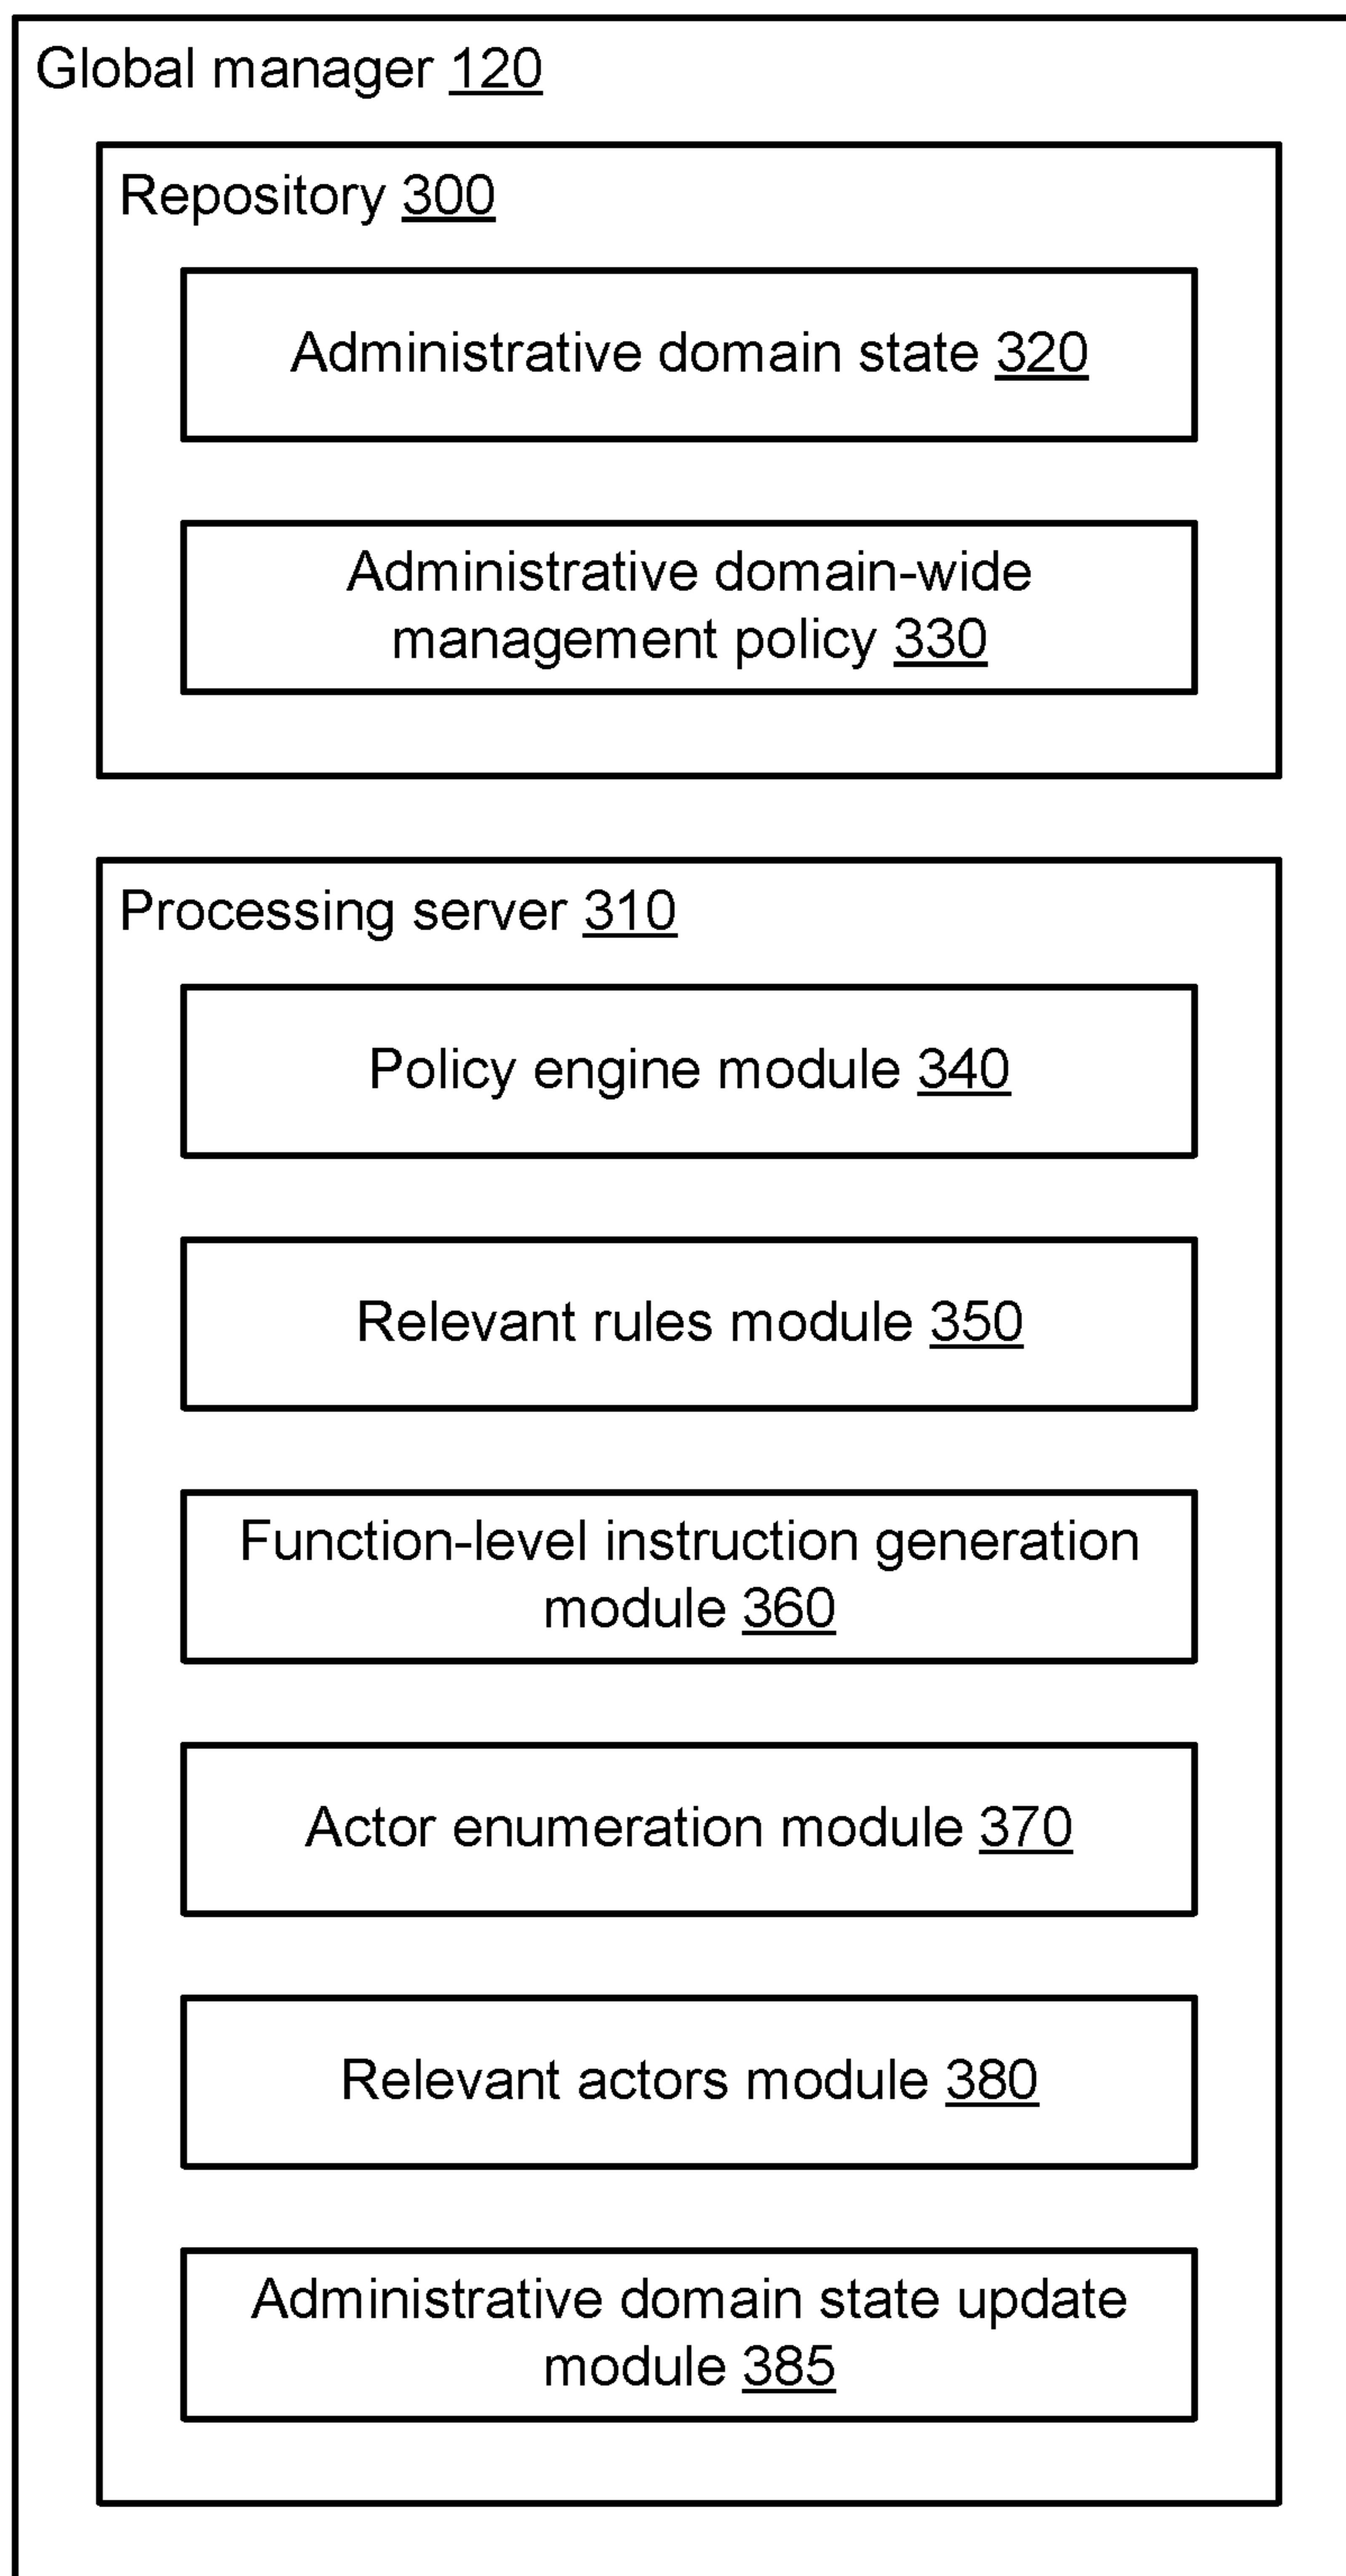 Global manager 120
Repository 300
Administrative domain state 320
Administrative domain-wide
management policy 330
Processing server 310
Policy engine module 340
Relevant rules module 350
Function-level instruction generation
module 360
Actor enumeration module 370
Relevant actors module 380
Administrative domain state update
module 385